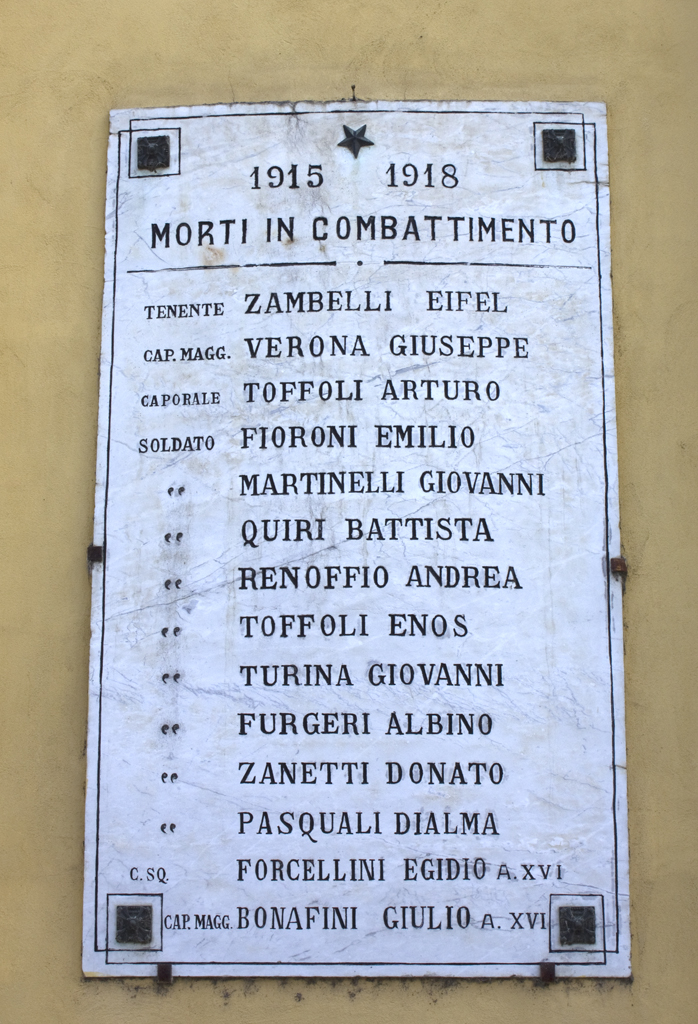 1915 1918
MORTI IN COMBATTIMENTO
TENENTE ZAMBELLI EIFEL
CAP. MAGG. VERONA GIUSEPPE
CAPORALE TOFFOLI ARTURO
SOLDATO FIORONI EMILIO
" MARTINELLI GIOVANNI
" QUIRI BATTISTA
" RENOFFIO ANDREA
" TOFFOLI ENOS
" TURINA GIOVANNI
" FURGERI ALBINO
" ZANETTI DONATO
" PASQUALI DIALMA
C. SQ. FORCELLINI EGIDIO A. XVI
CAP. MAGG. BONAFINI GIULIO A. XVI